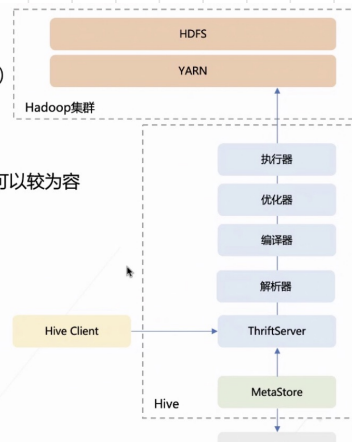 HDFS
)
YARN
Hadoop集群
执行器
可以较为容
优化器
编译器
解析器
Hive Client
ThriftServer
MetaStore
Hive